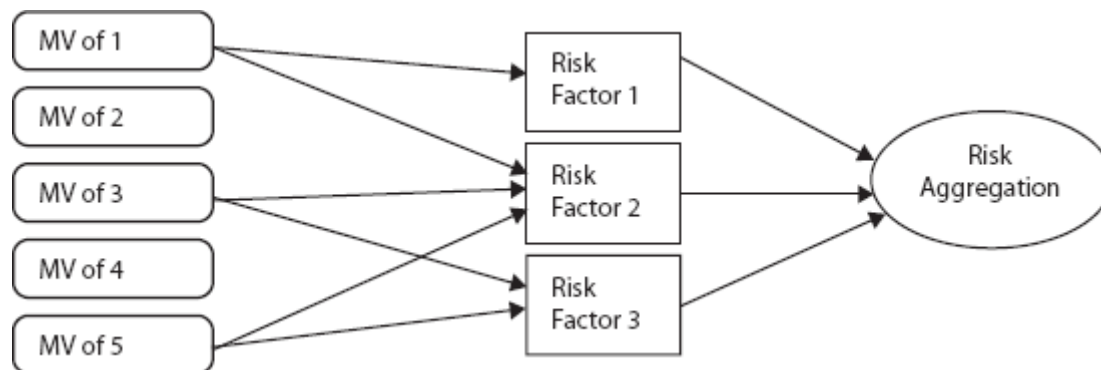 MV of 1
MV of 2
MV of 3
MV of 4
MV of 5
Risk
Factor 1
Risk
Factor 2
Risk
Factor 3
Risk
Aggregation